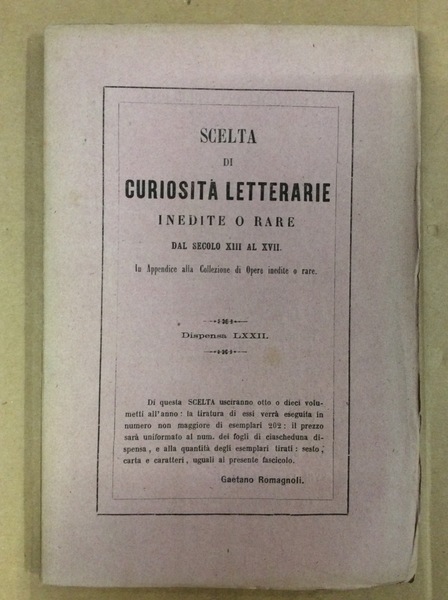 SCELTA
DI
CURIOSITÀ LETTERARIE
INEDITE O RARE
DAL SECOLO XIII AL XVII.
In Appendice alla Collezione di Opere inedite o rare.
Dispensa LXXII.
Di questa SCELTA usciranno otto o dieci volu-
metti all'anno: la tiratura di essi verrà eseguita in
numero non maggiore di esemplari 202: il prezzo
sarà uniformato al num. dei fogli di ciascheduna di-
spensa, e alla quantità degli esemplari tirati: sesto,
carta e caratteri, uguali al presente fascicolo.
Gaetano Romagnoli.